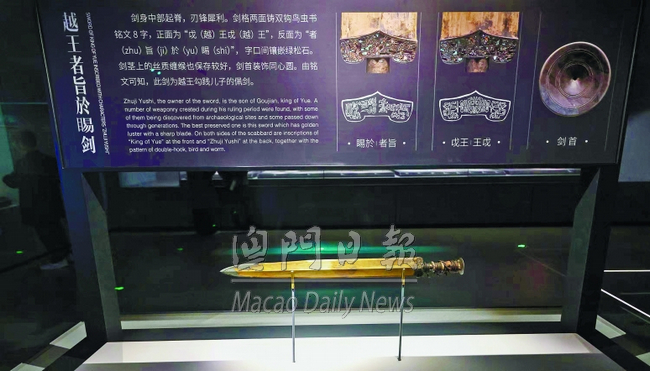 越王者旨於賜剑
剑身中部起脊，刃锋犀利。剑格两面铸双钩鸟虫书
铭文8字，正面为“戉（越）王戉（越）王”，反面为“者
（zhu）旨（ji）於（yu）賜（shi）”，字口间镶嵌绿松石。
剑茎上的丝质缠缑也保存较好，剑首装饰同心圆。由铭
文可知，此剑为越王勾践儿子的佩剑。
Zhuji Yushi, the owner of the sword, is the son of Goujian, king of Yue. A
number of weaponry created during his ruling period were found, with some
of them being discovered from archaeological sites and some passed down
through generations. The best preserved one is this sword which has golden
luster with a sharp blade. On both sides of the scabbard are inscriptions of
"King of Yue" at the front and "Zhuji Yushi" at the back, together with the
pattern of double-hook, bird and worm.
賜於 者旨
戉王 王戉
剑首
澳門日報
Macao Daily News